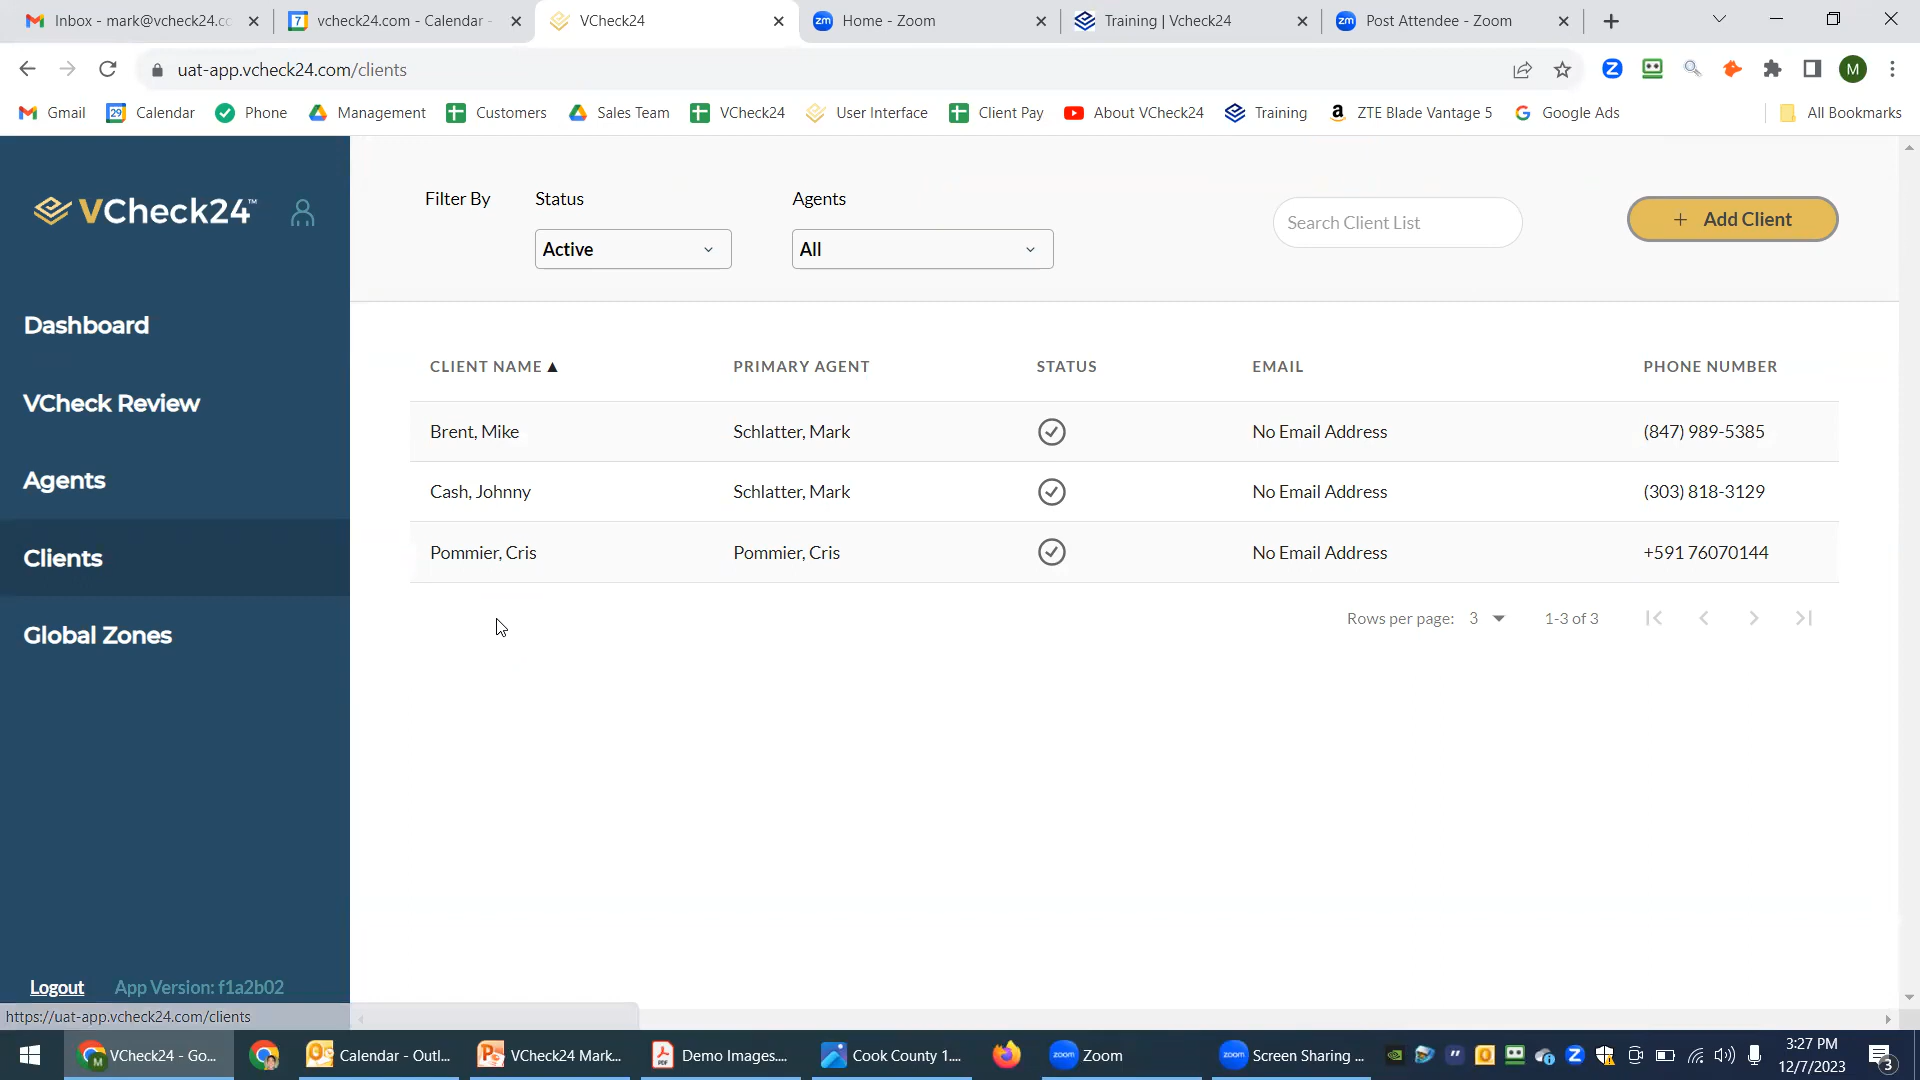 Inbox - mark@vcheck24.co
vcheck24.com - Calendar -
VCheck24
Home - Zoom
Training | Vcheck24
Post Attendee - Zoom
uat-app.vcheck24.com/clients
M
Gmail
Calendar
Phone
Management
Customers
Sales Team
VCheck24
User Interface
Client Pay
About VCheck24
Training
ZTE Blade Vantage 5
Google Ads
All Bookmarks
VCheck24™
Dashboard
VCheck Review
Agents
Clients
Global Zones
Logout
App Version: f1a2b02
https://uat-app.vcheck24.com/clients
Filter By
Status
Agents
Active
All
Search Client List
+ Add Client
CLIENT NAME ▲ PRIMARY AGENT STATUS EMAIL PHONE NUMBER
Brent, Mike Schlatter, Mark No Email Address (847) 989-5385
Cash, Johnny Schlatter, Mark No Email Address (303) 818-3129
Pommier, Cris Pommier, Cris No Email Address +591 76070144
Rows per page: 3 1-3 of 3
VCheck24 - Go...
Calendar - Outl...
VCheck24 Mark...
Demo Images....
Cook County 1....
Zoom
Screen Sharing ...
3:27 PM
12/7/2023
3